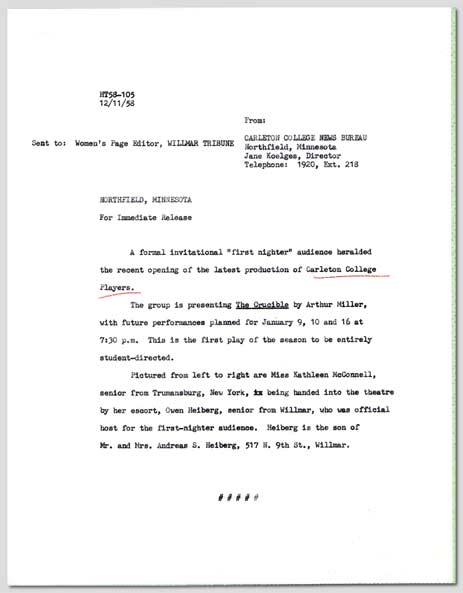 HT58-105
12/11/58
From:
Sent to: Women's Page Editor, WILLMAR TRIBUNE
CARLETON COLLEGE NEWS BUREAU
Northfield, Minnesota
Jane Koelges, Director
Telephone: 1920, Ext. 218
NORTHFIELD, MINNESOTA
For Immediate Release
A formal invitational "first nighter" audience heralded
the recent opening of the latest production of Carleton College
Players.
The group is presenting The Crucible by Arthur Miller,
with future performances planned for January 9, 10 and 16 at
7:30 p.m. This is the first play of the season to be entirely
student-directed.
Pictured from left to right are Miss Kathleen McConnell,
senior from Trumansburg, New York, being handed into the theatre
by her escort, Owen Heiberg, senior from Willmar, who was official
host for the first-nighter audience. Heiberg is the son of
Mr. and Mrs. Andreas S. Heiberg, 517 N. 9th St., Willmar.
# # # # #